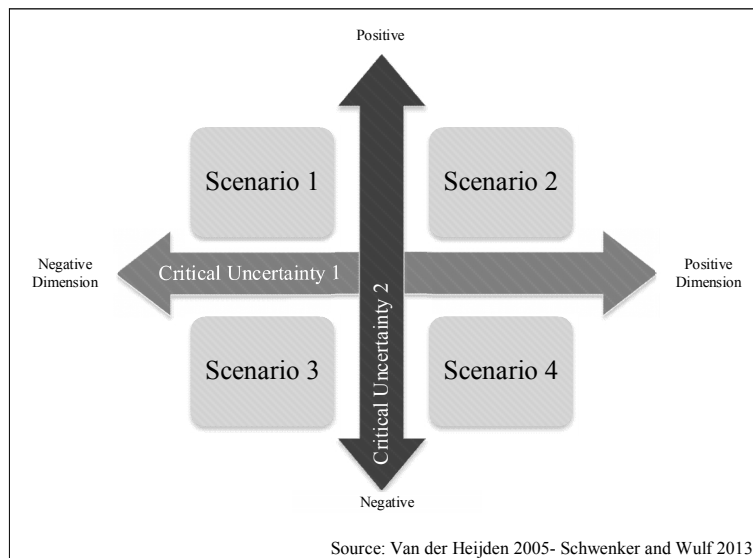 Positive
Scenario 1
Scenario 2
Negative
Dimension
Critical Uncertainty 1
Positive
Dimension
Critical Uncertainty 2
Scenario 3
Scenario 4
Negative
Source: Van der Heijden 2005- Schwenker and Wulf 2013